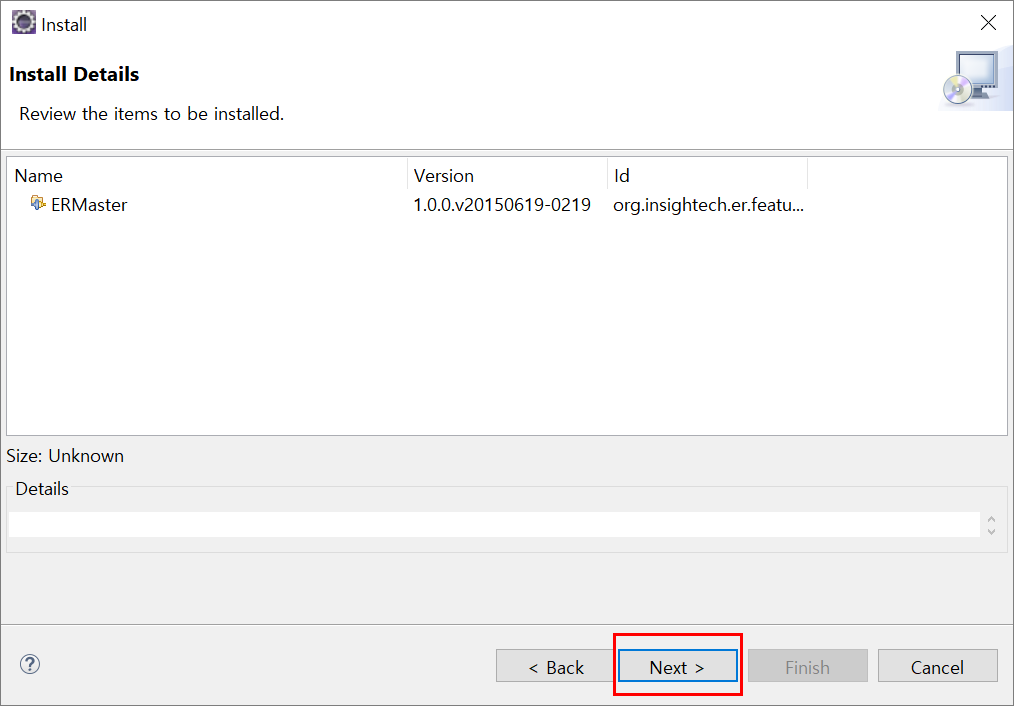 Install
Install Details
Review the items to be installed.
Name Version Id
ERMaster 1.0.0.v20150619-0219 org.insightech.er.featu...
Size: Unknown
Details
? < Back Next > Finish Cancel